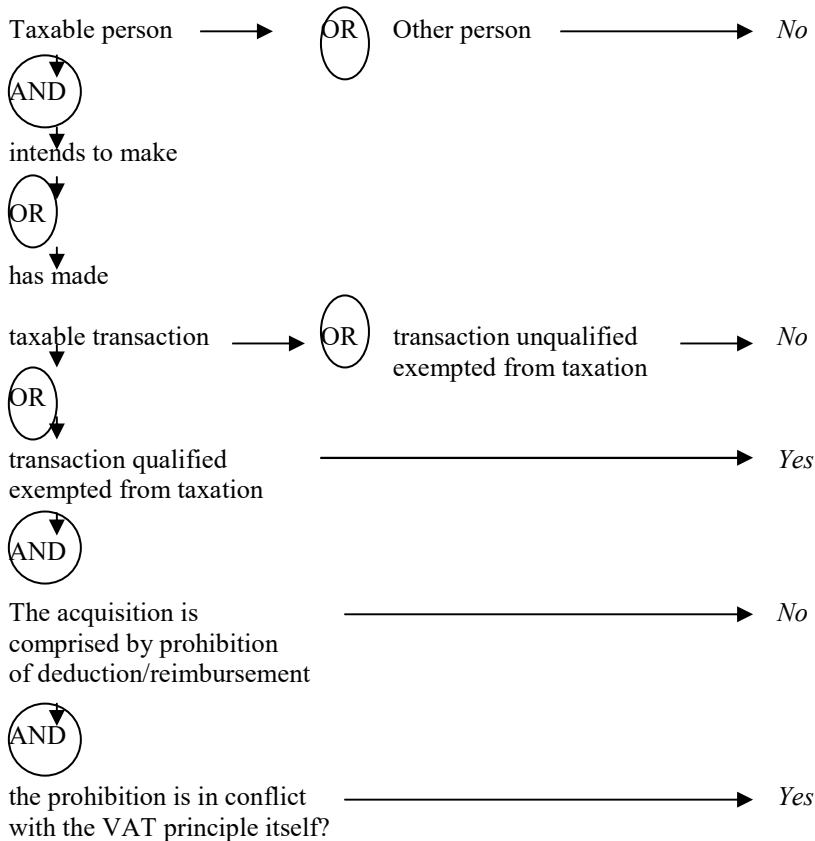 Taxable person OR Other person No
AND
intends to make
OR
has made
taxable transaction OR transaction unqualified No
exempted from taxation
OR
transaction qualified Yes
exempted from taxation
AND
The acquisition is No
comprised by prohibition
of deduction/reimbursement
AND
the prohibition is in conflict Yes
with the VAT principle itself?